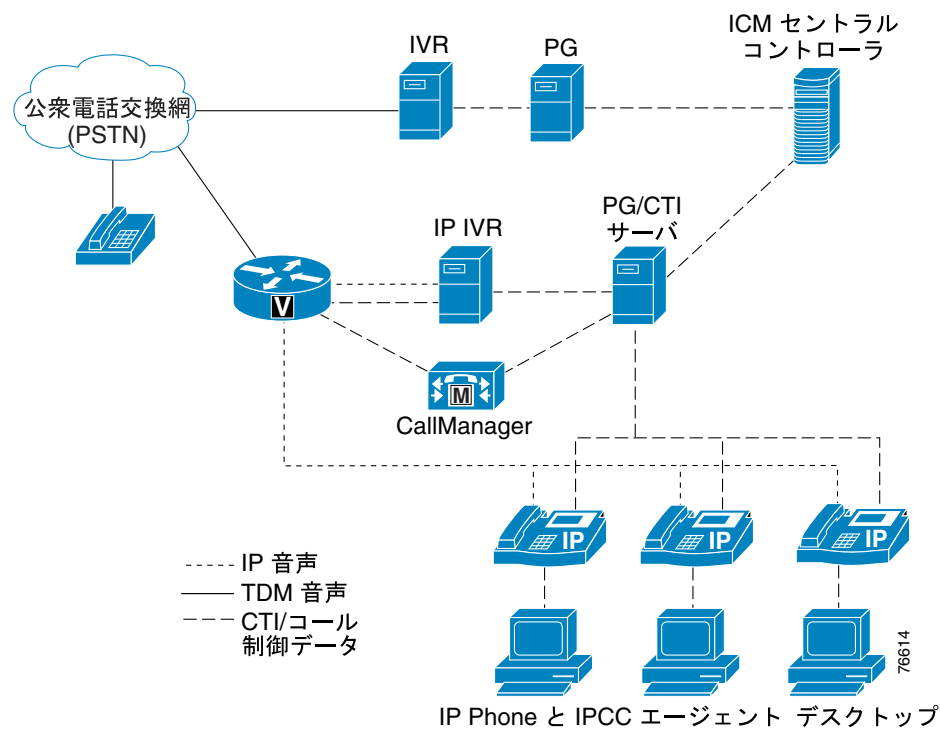 IVR
PG
ICM セントラル
コントローラ
公衆電話交換網
(PSTN)
IP IVR
PG/CTI
サーバ
V
M
CallManager
IP
IP
IP
IP 音声
TDM 音声
CTI/コール
制御データ
76614
IP Phone と IPCC エージェント デスクトップ